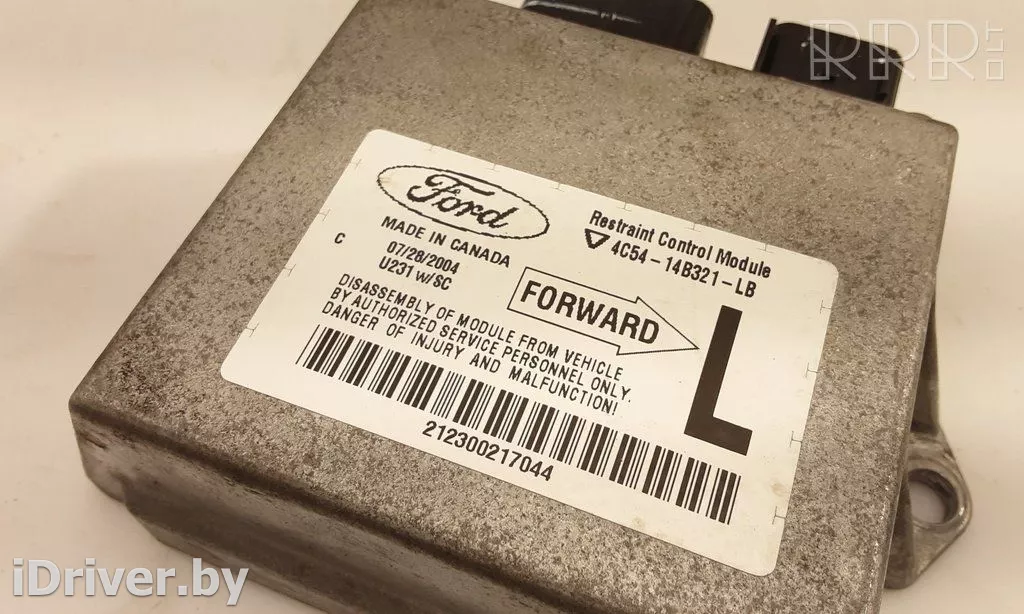 RRR.LT
Ford
MADE IN CANADA
C
07/28/2004
U231 w/SC
Restraint Control Module
4C54-14B321-LB
FORWARD
L
DISASSEMBLY OF MODULE FROM VEHICLE
BY AUTHORIZED SERVICE PERSONNEL ONLY.
DANGER OF INJURY AND MALFUNCTION!
212300217044
iDriver.by